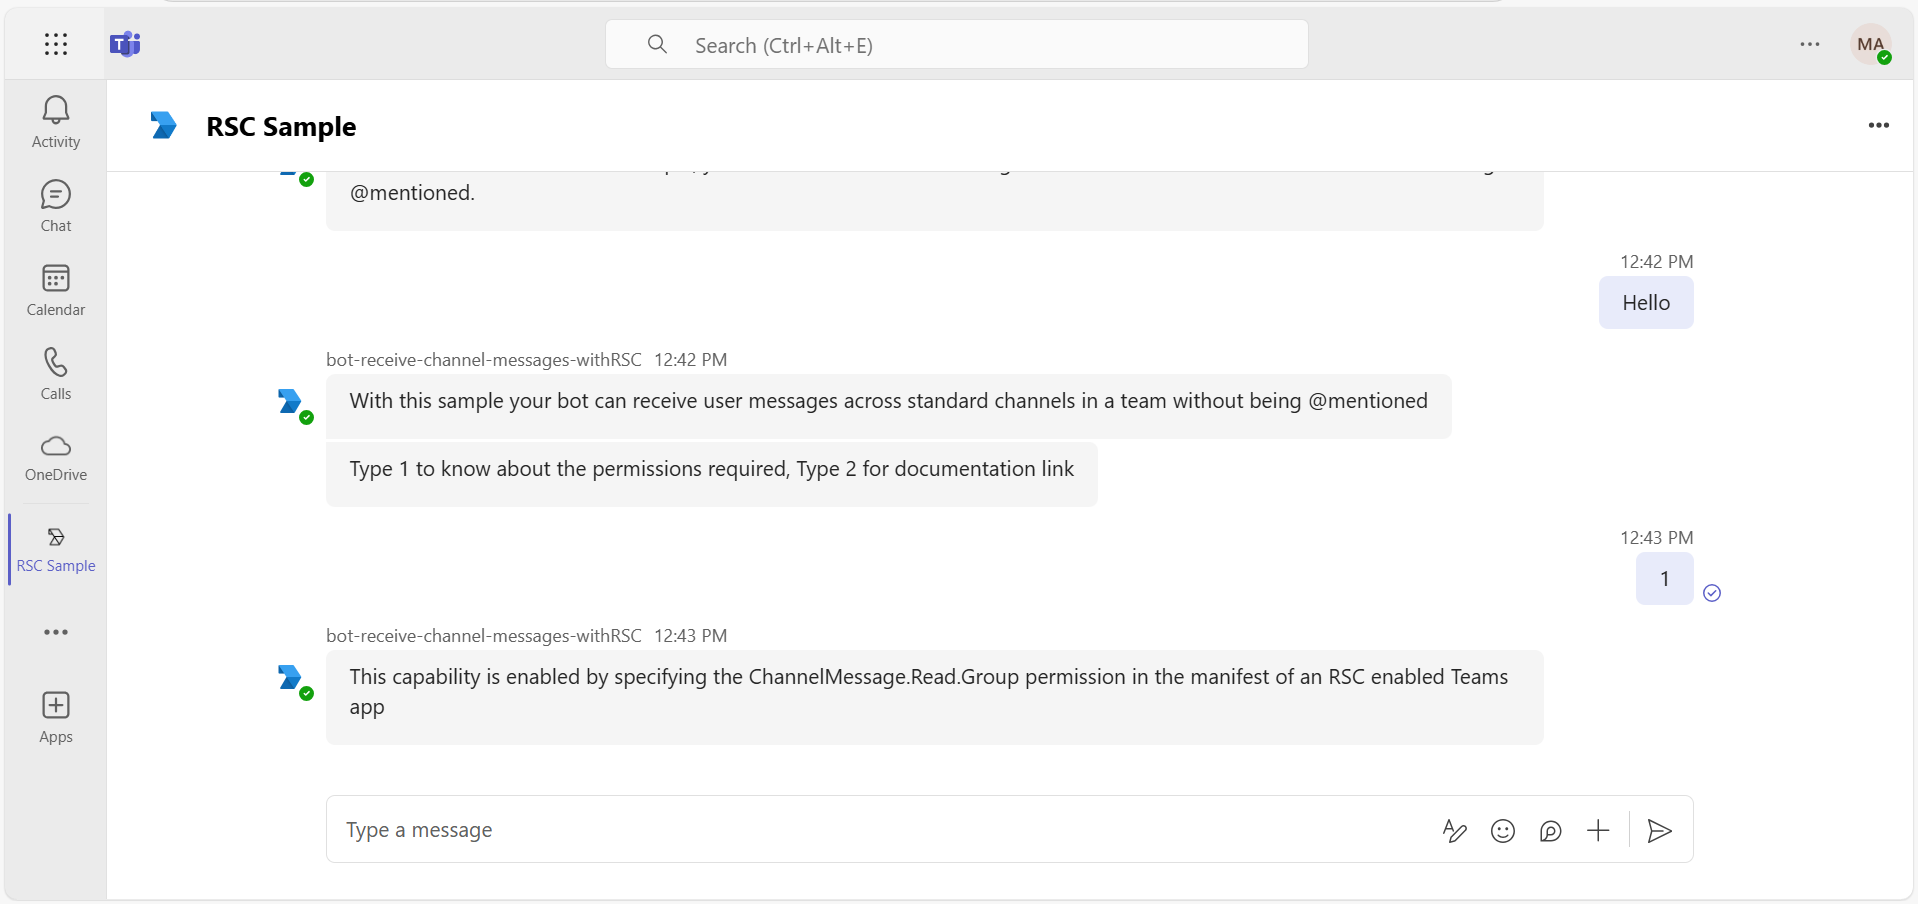 Search (Ctrl+Alt+E)
MA
Activity
Chat
Calendar
Calls
OneDrive
RSC Sample
Apps
RSC Sample
@mentioned.
12:42 PM
Hello
bot-receive-channel-messages-withRSC 12:42 PM
With this sample your bot can receive user messages across standard channels in a team without being @mentioned
Type 1 to know about the permissions required, Type 2 for documentation link
12:43 PM
1
bot-receive-channel-messages-withRSC 12:43 PM
This capability is enabled by specifying the ChannelMessage.Read.Group permission in the manifest of an RSC enabled Teams
app
Type a message